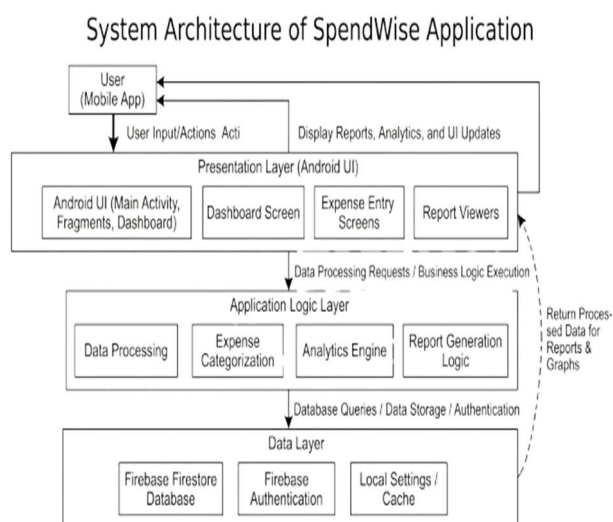 System Architecture of SpendWise Application
User
(Mobile App)
User Input/Actions Acti
Display Reports, Analytics, and UI Updates
Presentation Layer (Android UI)
Android UI (Main Activity,
Fragments, Dashboard)
Dashboard Screen
Expense Entry
Screens
Report Viewers
Data Processing Requests / Business Logic Execution
Application Logic Layer
Data Processing
Expense
Categorization
Analytics Engine
Report Generation
Logic
Return Proces-
sed Data for
Reports &
Graphs
Database Queries / Data Storage / Authentication
Data Layer
Firebase Firestore
Database
Firebase
Authentication
Local Settings /
Cache